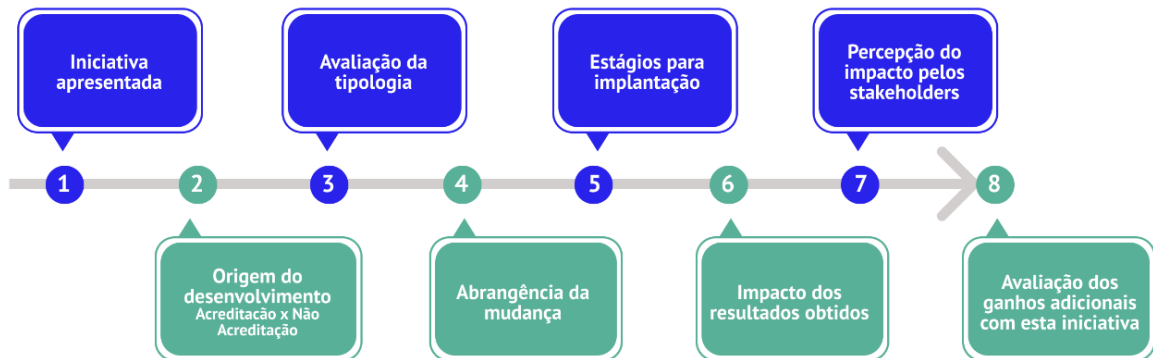 Iniciativa
apresentada
Avaliação da
tipologia
Estágios para
implantação
Percepção do
impacto pelos
stakeholders
1
2
3
4
5
6
7
8
Origem do
desenvolvimento
Acreditacão x Não
Acreditação
Abrangência da
mudança
Impacto dos
resultados obtidos
Avaliação dos
ganhos adicionais
com esta iniciativa